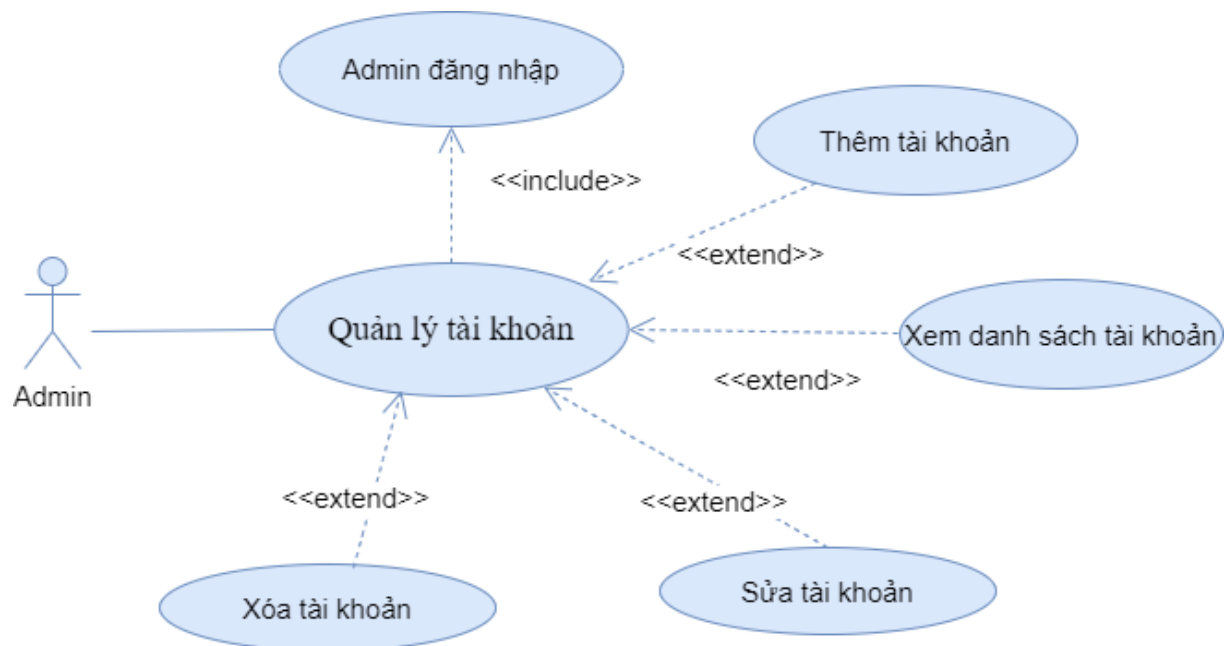 Admin đăng nhập
Thêm tài khoản
<<include>>
<<extend>>
Quản lý tài khoản
Xem danh sách tài khoản
<<extend>>
Admin
<<extend>>
<<extend>>
Xóa tài khoản
Sửa tài khoản